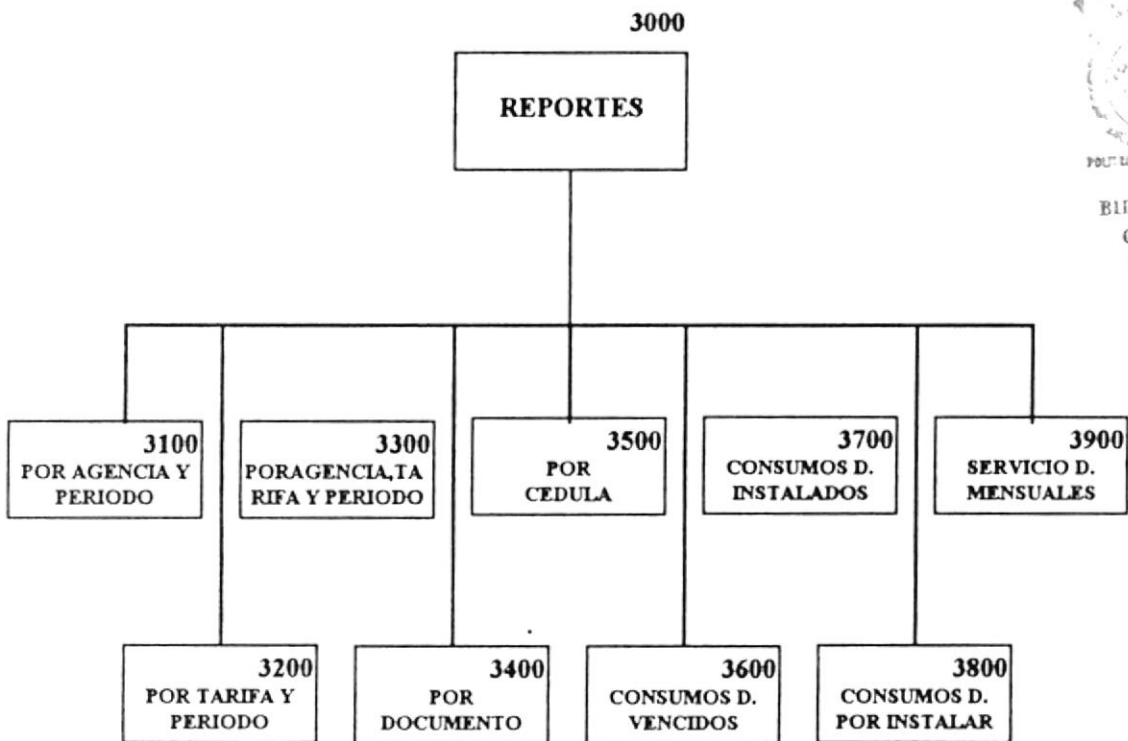 3000
REPORTES
3100
POR AGENCIA Y
PERIODO
3300
PORAGENCIA,TA
RIFA Y PERIODO
3500
POR
CEDULA
3700
CONSUMOS D.
INSTALADOS
3900
SERVICIO D.
MENSUALES
3200
POR TARIFA Y
PERIODO
3400
POR
DOCUMENTO
3600
CONSUMOS D.
VENCIDOS
3800
CONSUMOS D.
POR INSTALAR